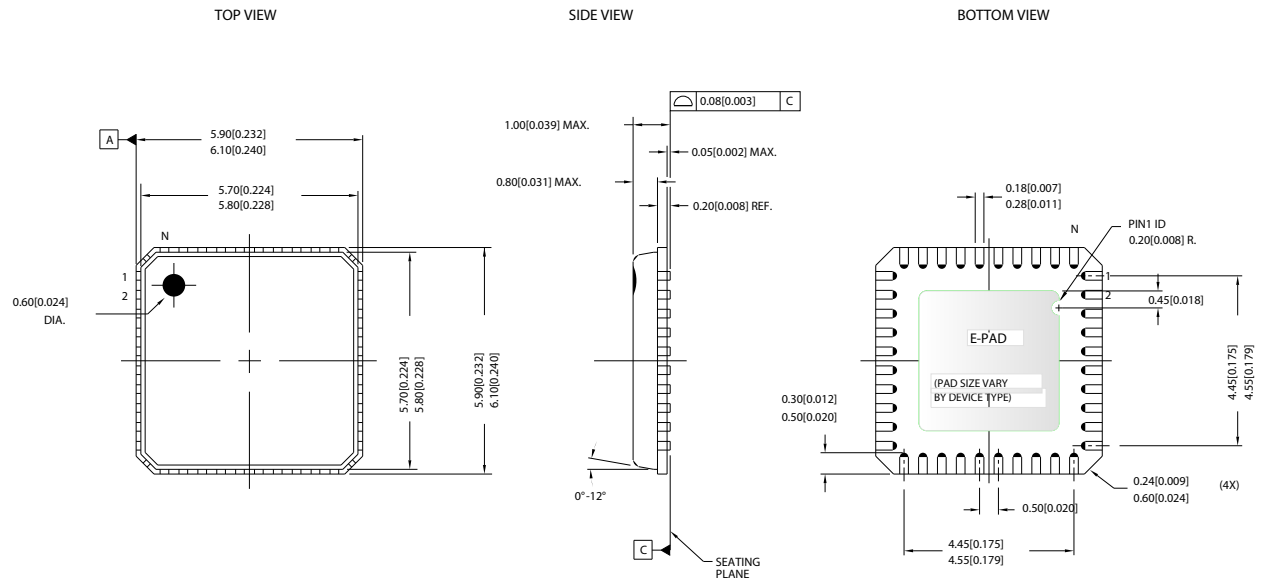 TOP VIEW
SIDE VIEW
BOTTOM VIEW
A
5.90[0.232]
6.10[0.240]
5.70[0.224]
5.80[0.228]
N
1
2
0.60[0.024]
DIA.
5.70[0.224]
5.80[0.228]
5.90[0.232]
6.10[0.240]
0.08[0.003]
C
1.00[0.039] MAX.
0.05[0.002] MAX.
0.80[0.031] MAX.
0.20[0.008] REF.
0°-12°
C
SEATING
PLANE
0.18[0.007]
0.28[0.011]
N
PIN1 ID
0.20[0.008] R.
1
2
0.45[0.018]
E-PAD
(PAD SIZE VARY
BY DEVICE TYPE)
0.30[0.012]
0.50[0.020]
4.45[0.175]
4.55[0.179]
0.24[0.009]
0.60[0.024]
(4X)
0.50[0.020]
4.45[0.175]
4.55[0.179]